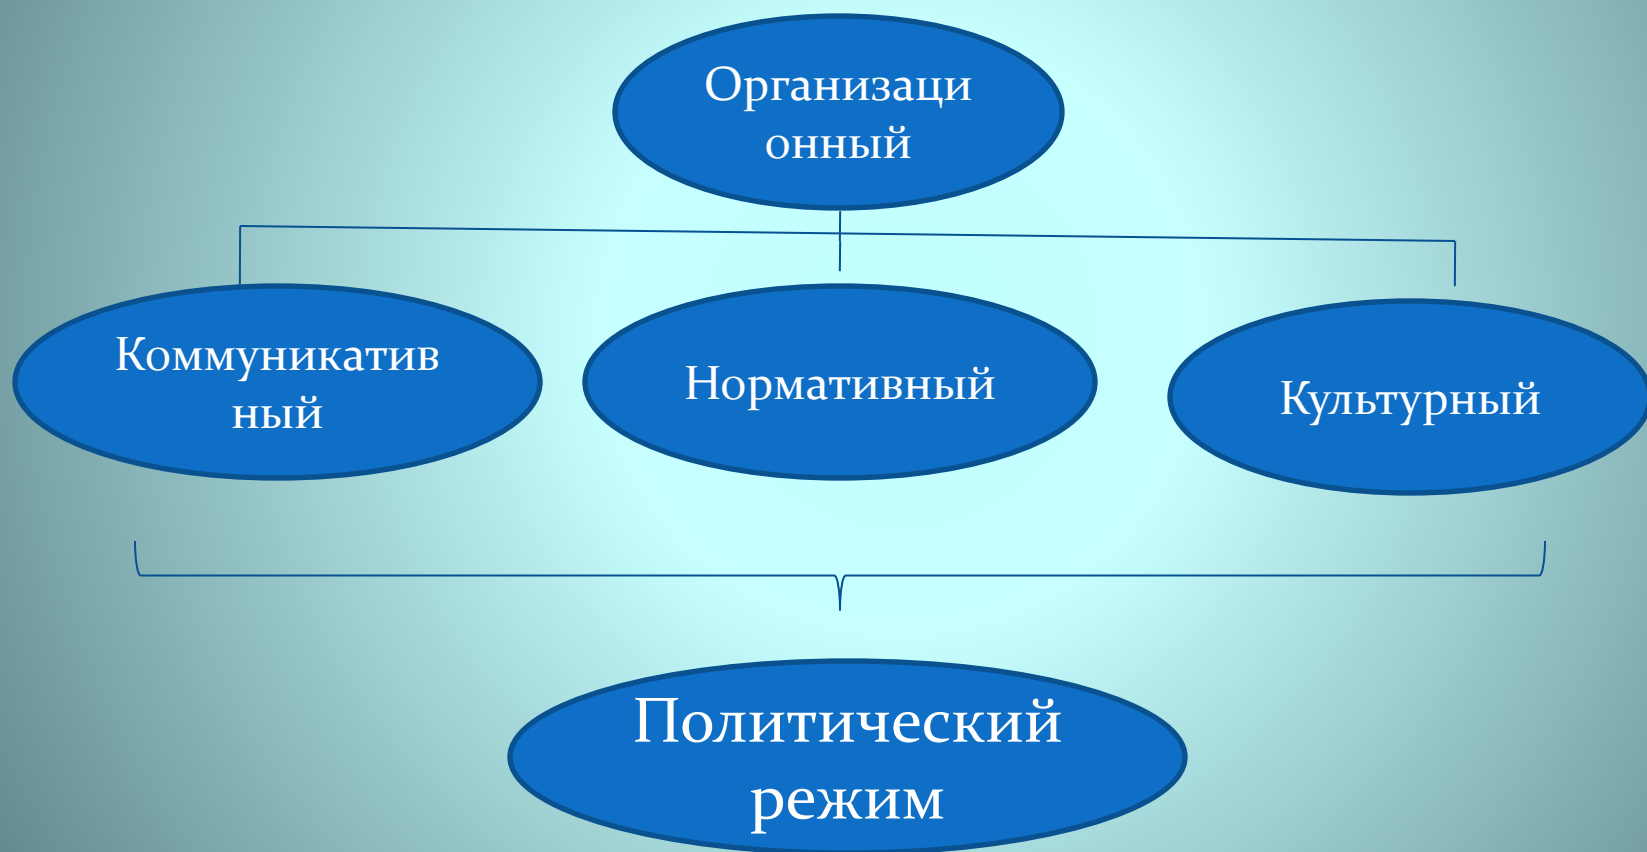 Организаци
онный
Коммуникатив
ный
Нормативный
Культурный
Политический
режим